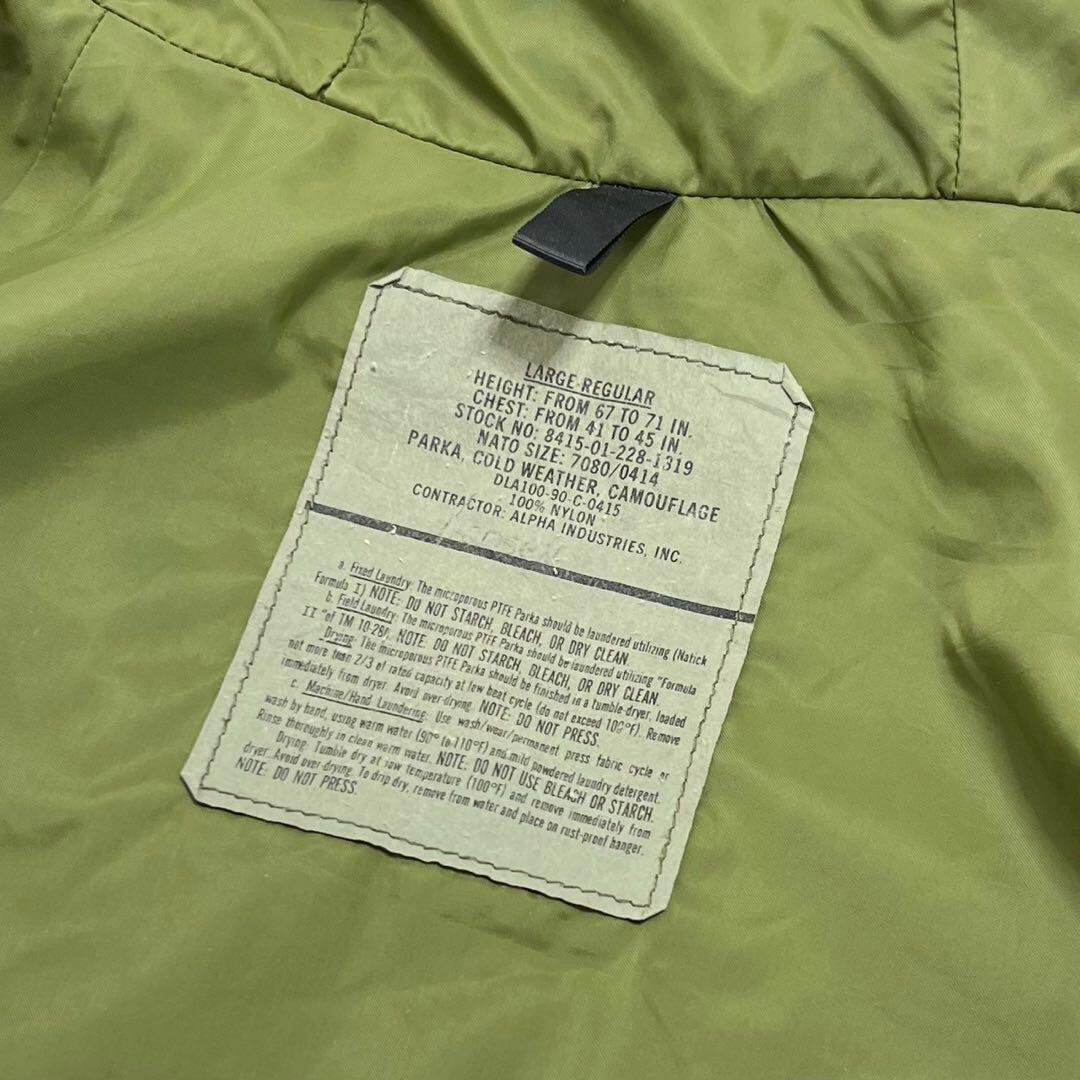 LARGE-REGULAR
HEIGHT: FROM 67 TO 71 IN.
CHEST: FROM 41 TO 45 IN.
STOCK NO: 8415-01-228-1319
NATO SIZE: 7080/0414
PARKA, COLD WEATHER, CAMOUFLAGE
DLA100-90-C-0415
100% NYLON
CONTRACTOR: ALPHA INDUSTRIES, INC.
a. Fixed Laundry: The microporous PTFE Parka should be laundered utilizing (Natick
Formula I) NOTE: DO NOT STARCH, BLEACH, OR DRY CLEAN.
b. Field Laundry: The microporous PTFE Parka should be laundered utilizing "Formula
II "of TM 10-280. NOTE: DO NOT STARCH, BLEACH, OR DRY CLEAN.
Drying: The microporous PTFE Parka should be finished in a tumble-dryer, loaded
not more than 2/3 of rated capacity at low heat cycle (do not exceed 100°F). Remove
immediately from dryer. Avoid over-drying. NOTE: DO NOT PRESS.
c. Machine/Hand Laundering: Use wash/wear/permanent press fabric cycle or
wash by hand, using warm water (90° to 110°F) and mild powdered laundry detergent.
Rinse thoroughly in clean warm water. NOTE: DO NOT USE BLEACH OR STARCH.
Drying: Tumble dry at low temperature (100°F) and remove immediately from
dryer. Avoid over-drying. To drip dry, remove from water and place on rust-proof hanger.
NOTE: DO NOT PRESS.